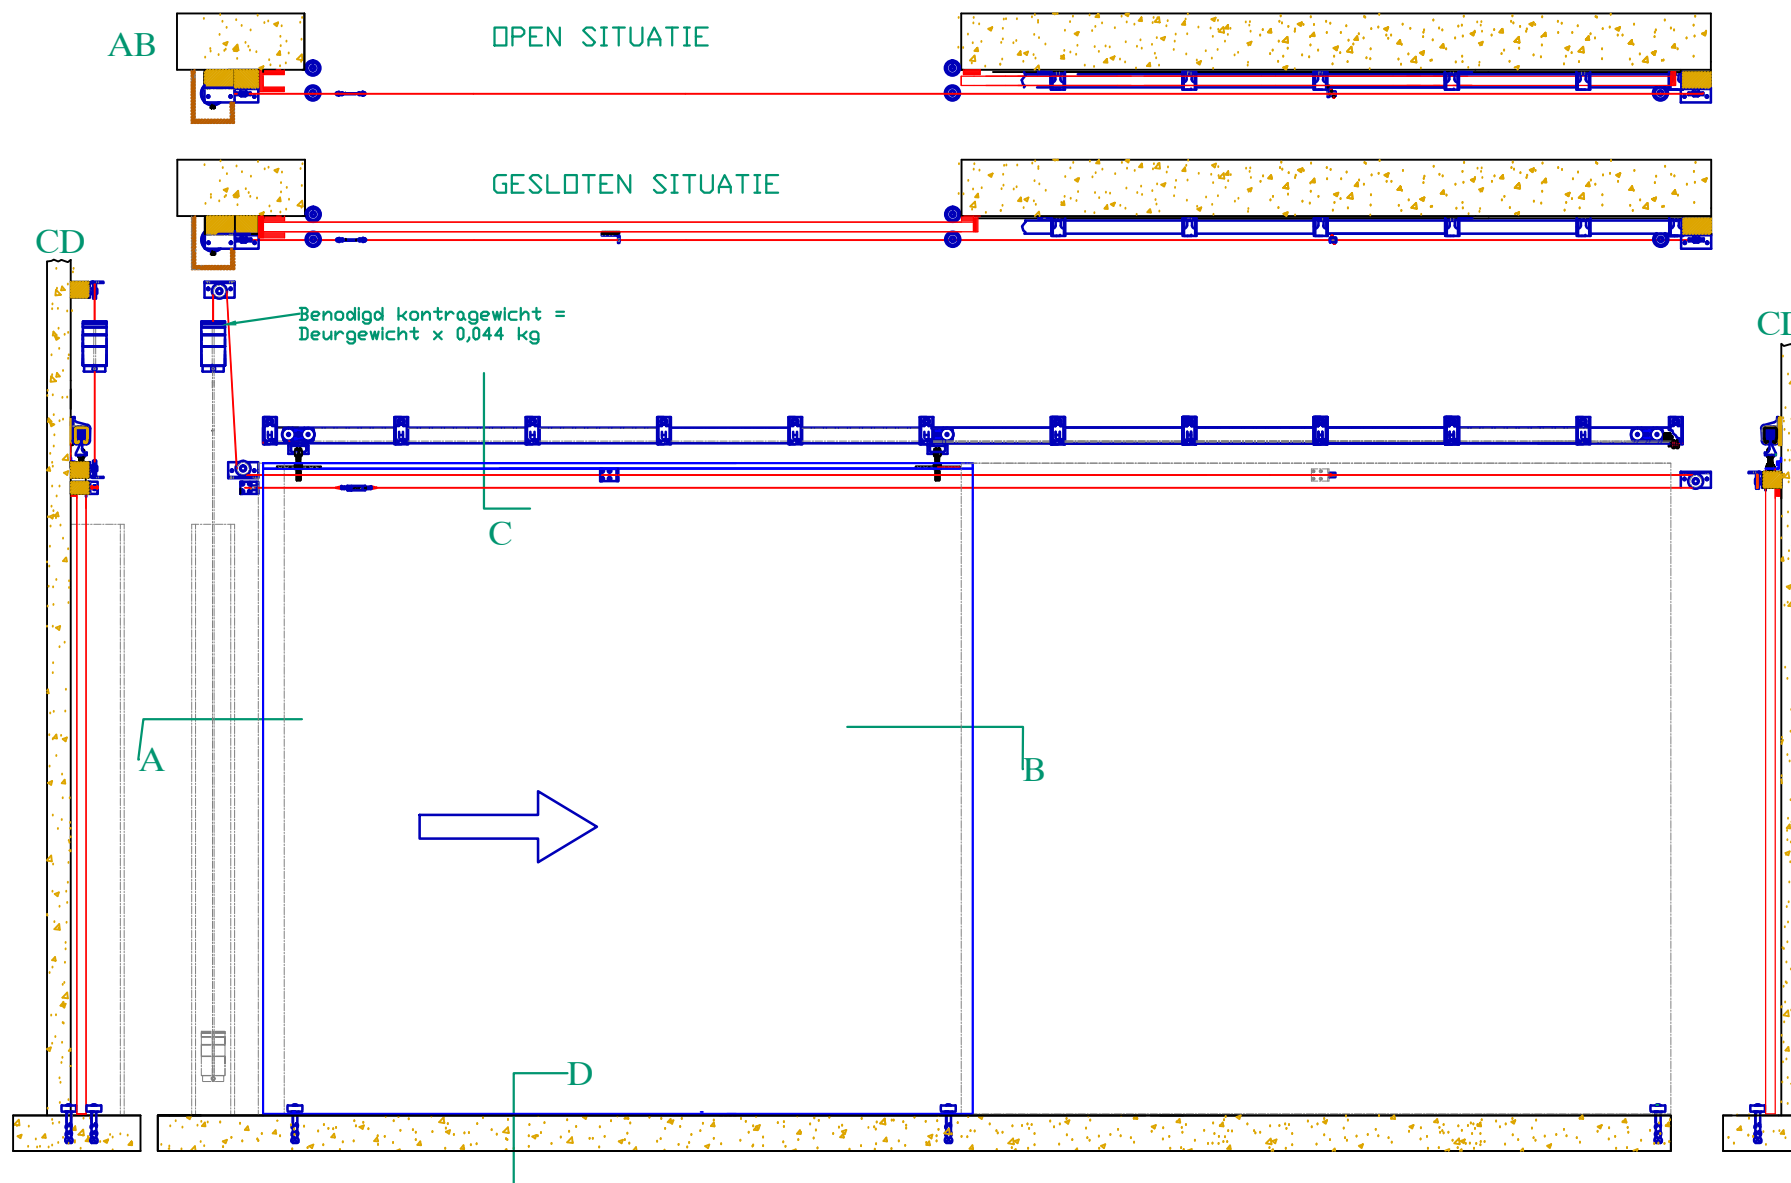 AB
OPEN SITUATIE
GESLOTEN SITUATIE
CD
Benodigd kontragewicht =
Deurgewicht x 0,044 kg
C
A
B
D